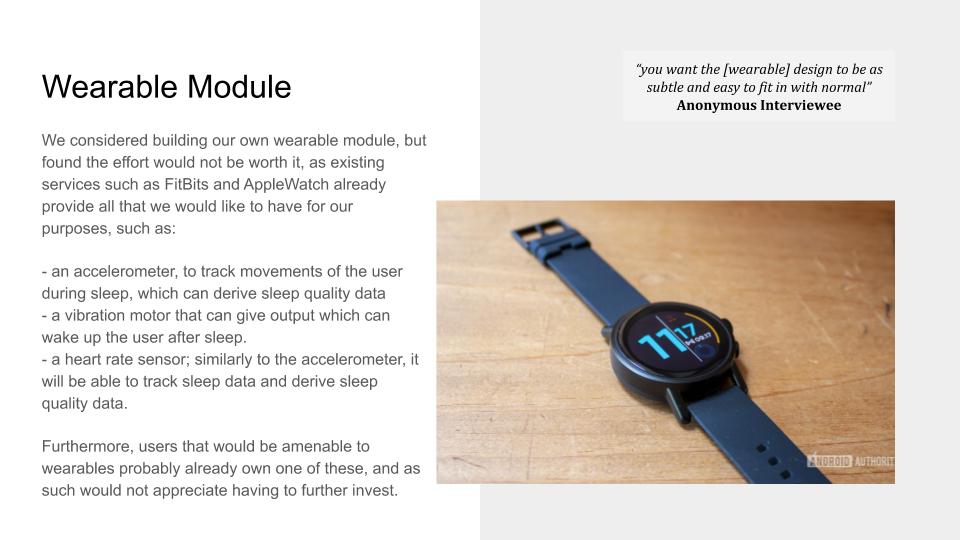 Wearable Module
We considered building our own wearable module, but
found the effort would not be worth it, as existing
services such as FitBits and AppleWatch already
provide all that we would like to have for our
purposes, such as:
- an accelerometer, to track movements of the user
during sleep, which can derive sleep quality data
- a vibration motor that can give output which can
wake up the user after sleep.
- a heart rate sensor; similarly to the accelerometer, it
will be able to track sleep data and derive sleep
quality data.
Furthermore, users that would be amenable to
wearables probably already own one of these, and as
such would not appreciate having to further invest.
“you want the [wearable] design to be as
subtle and easy to fit in with normal”
Anonymous Interviewee
11
17
ANDROID AUTHORIT